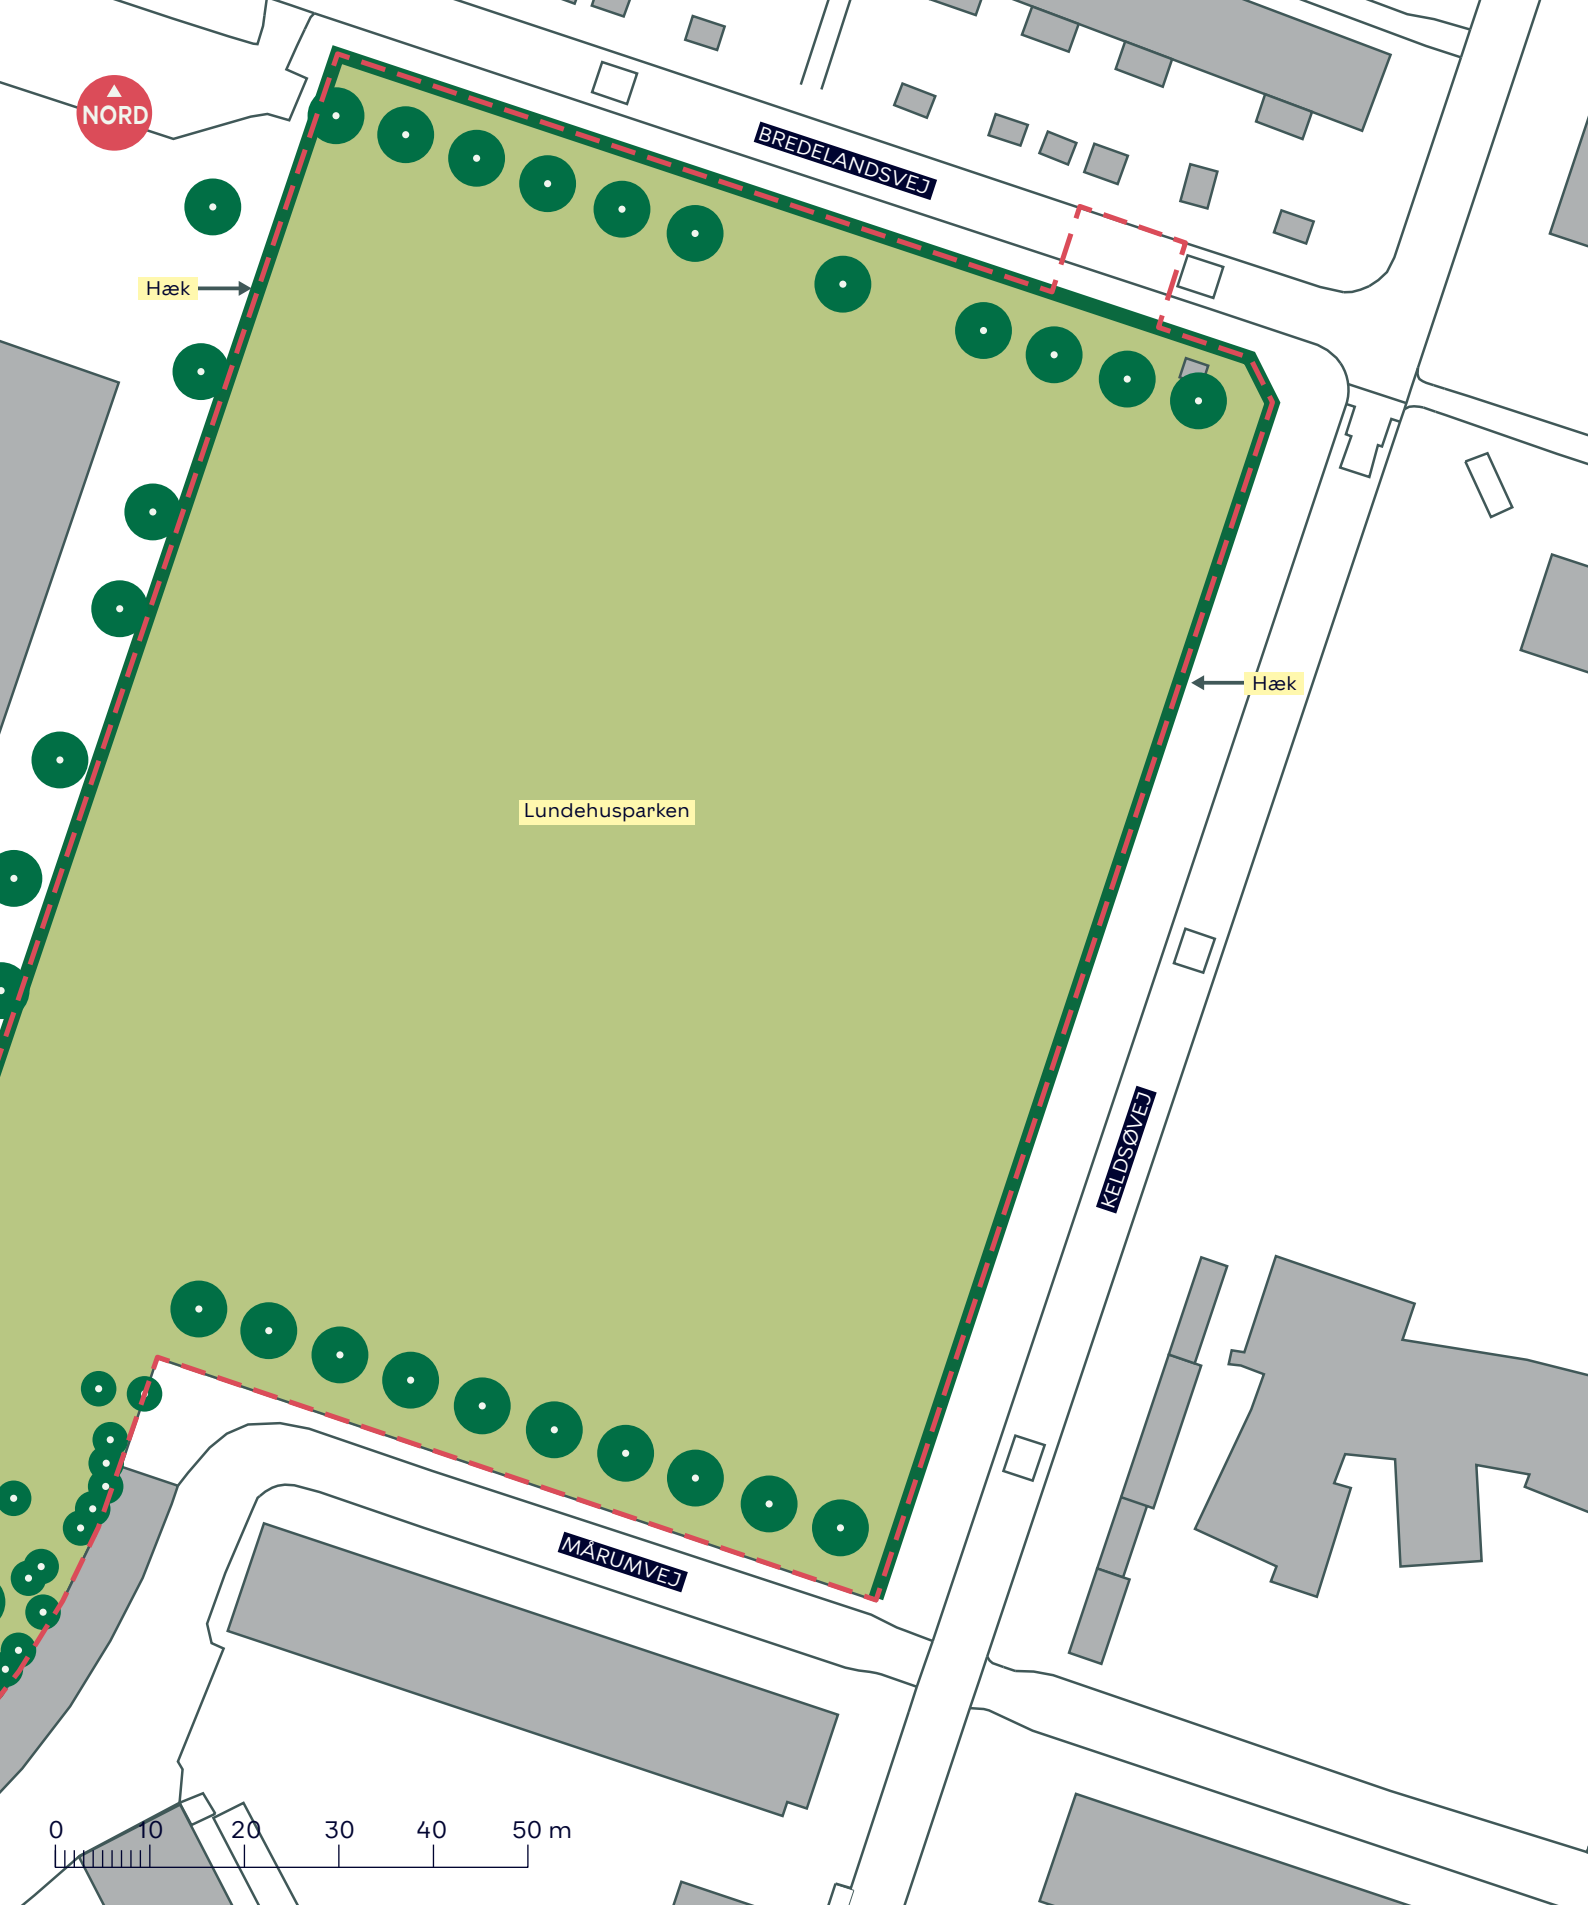 NORD
BREDELANDSVEJ
Hæk
Hæk
Lundehusparken
KELDSØVEJ
MÅRUMVEJ
0 10 20 30 40 50 m